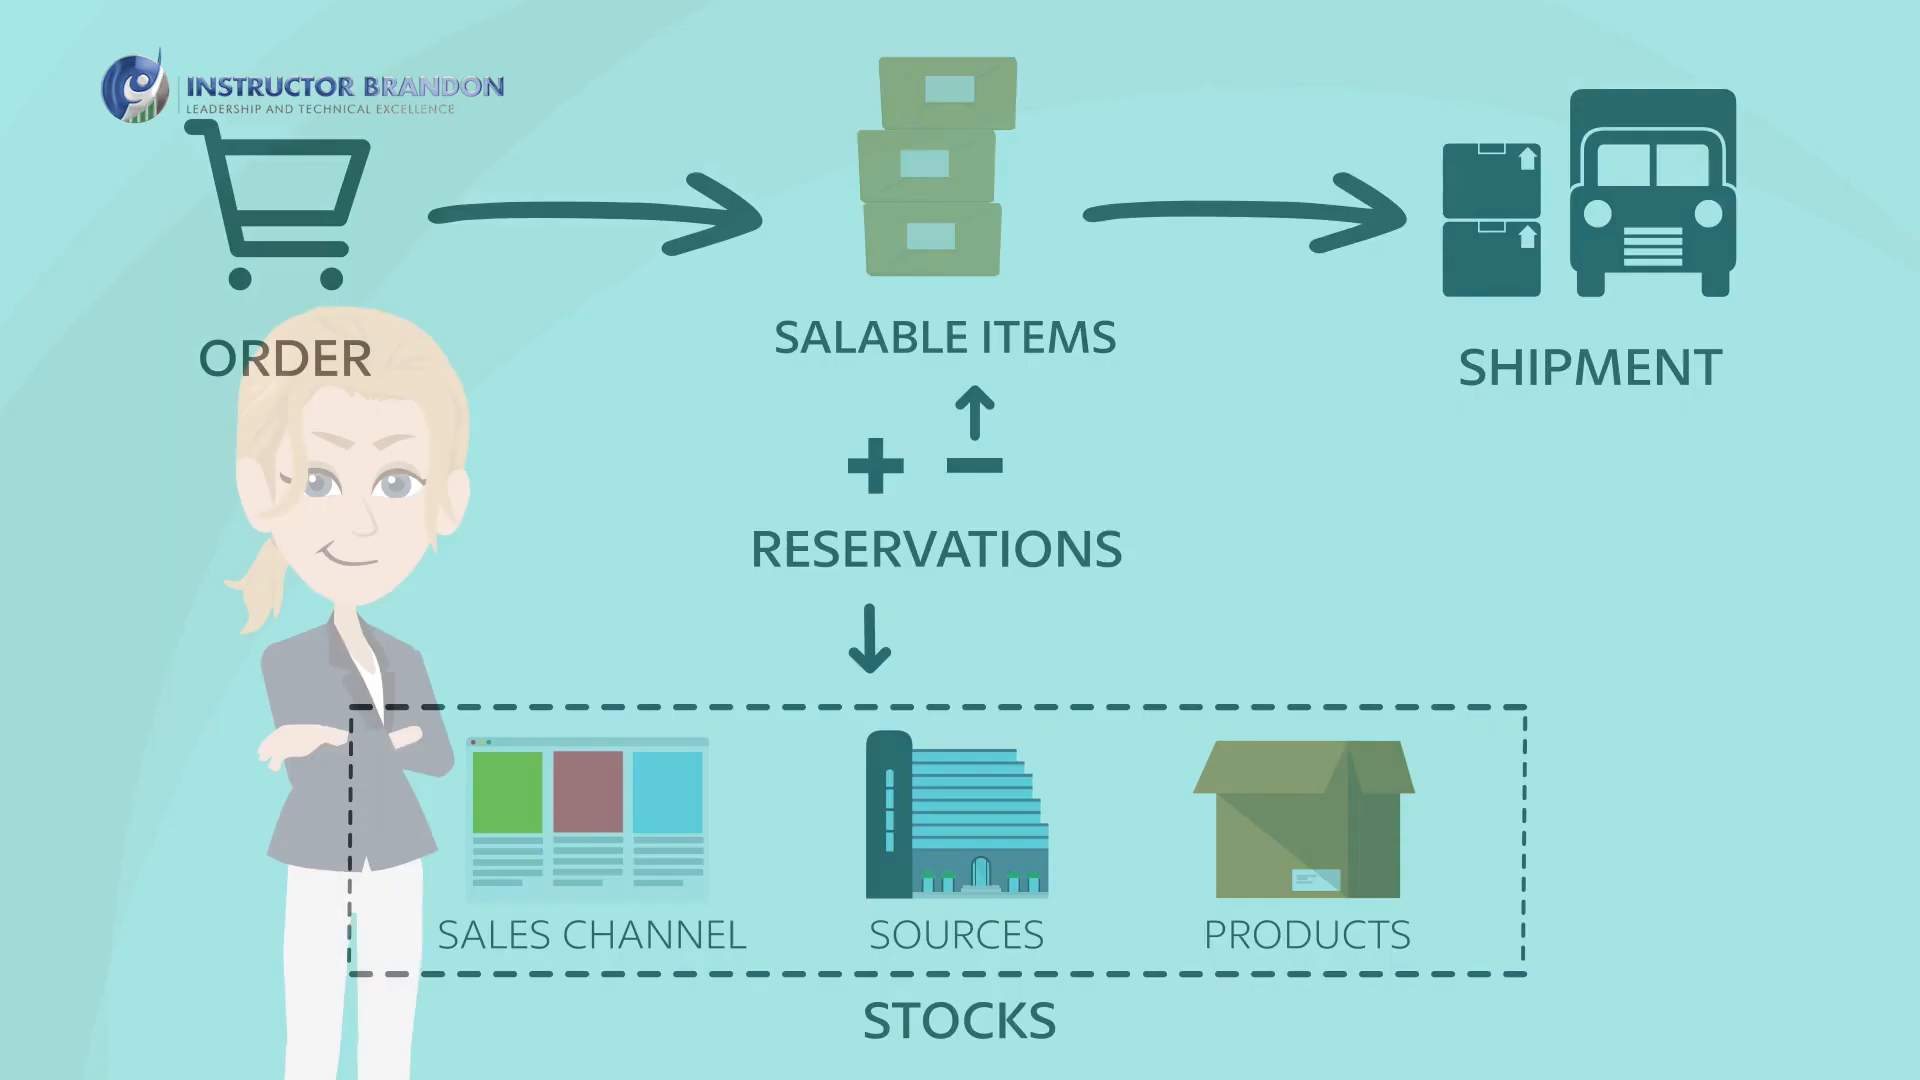 INSTRUCTOR BRANDON
LEADERSHIP AND TECHNICAL EXCELLENCE
ORDER
SALABLE ITEMS
SHIPMENT
RESERVATIONS
SALES CHANNEL
SOURCES
PRODUCTS
STOCKS